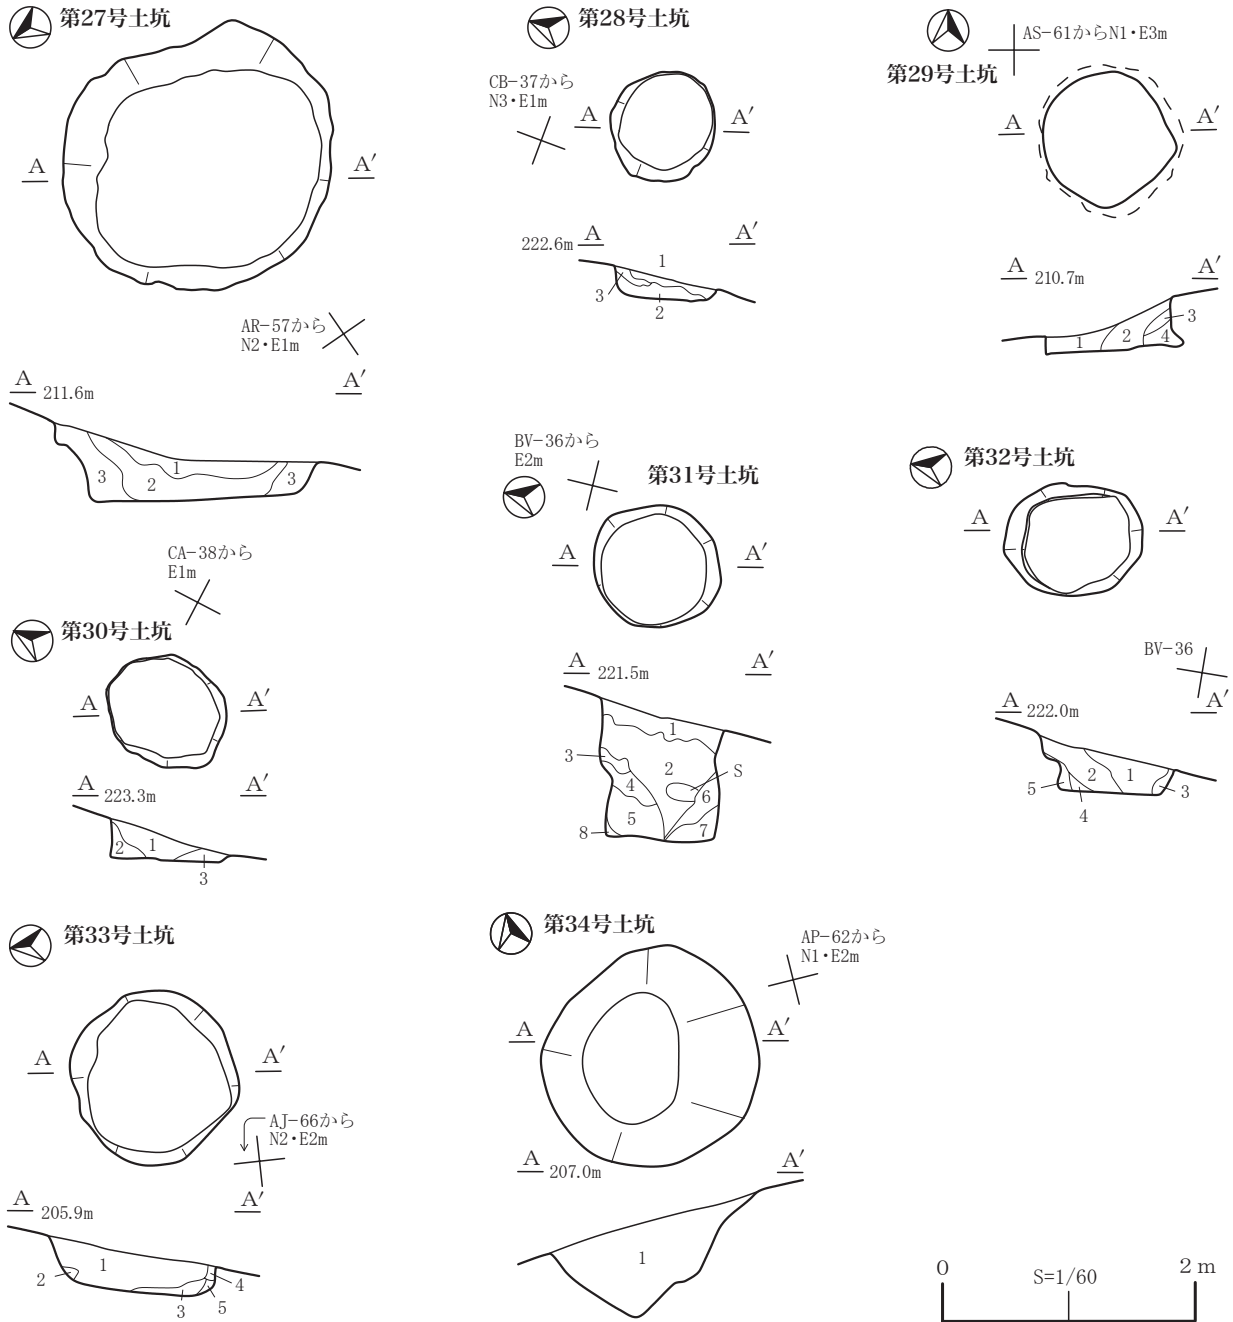 第27号土坑
A
A′
AR-57から
N2・E1m
A
211.6m
A′
1
2
3
3
第28号土坑
CB-37から
N3・E1m
A
A′
222.6m
A
A′
1
3
2
第29号土坑
AS-61からN1・E3m
A
A′
A
210.7m
A′
1
2
3
4
CA-38から
E1m
第30号土坑
A
A′
A
223.3m
A′
2
1
3
BV-36から
E2m
第31号土坑
A
A′
A
221.5m
A′
1
3
2
S
4
6
5
8
7
第32号土坑
A
A′
BV-36
A
222.0m
A′
2
1
5
3
4
第33号土坑
A
A′
AJ-66から
N2・E2m
A
205.9m
A′
1
2
4
3
5
第34号土坑
AP-62から
N1・E2m
A
A′
A
207.0m
A′
1
0
S=1/60
2 m